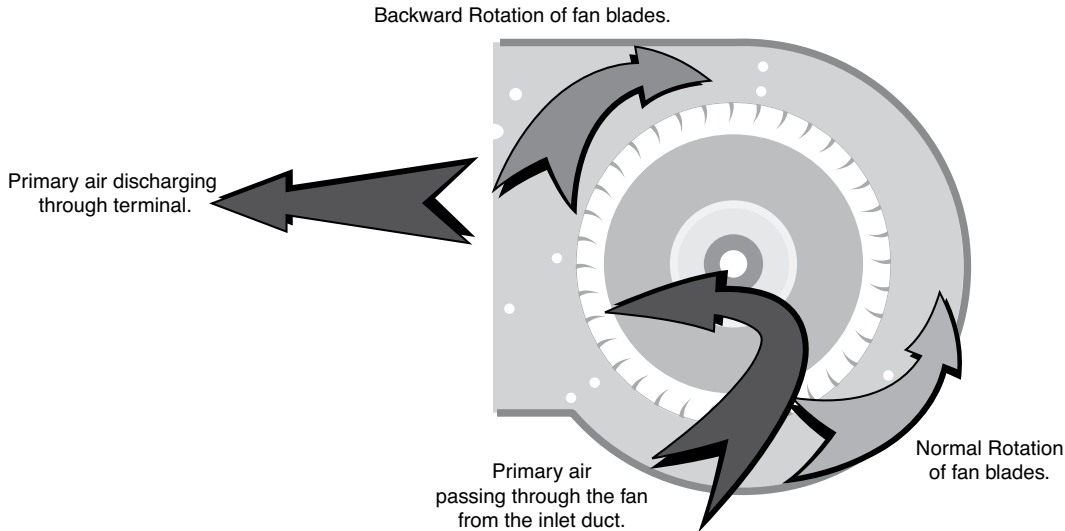 Backward Rotation of fan blades.
Primary air discharging
through terminal.
Normal Rotation
of fan blades.
Primary air
passing through the fan
from the inlet duct.